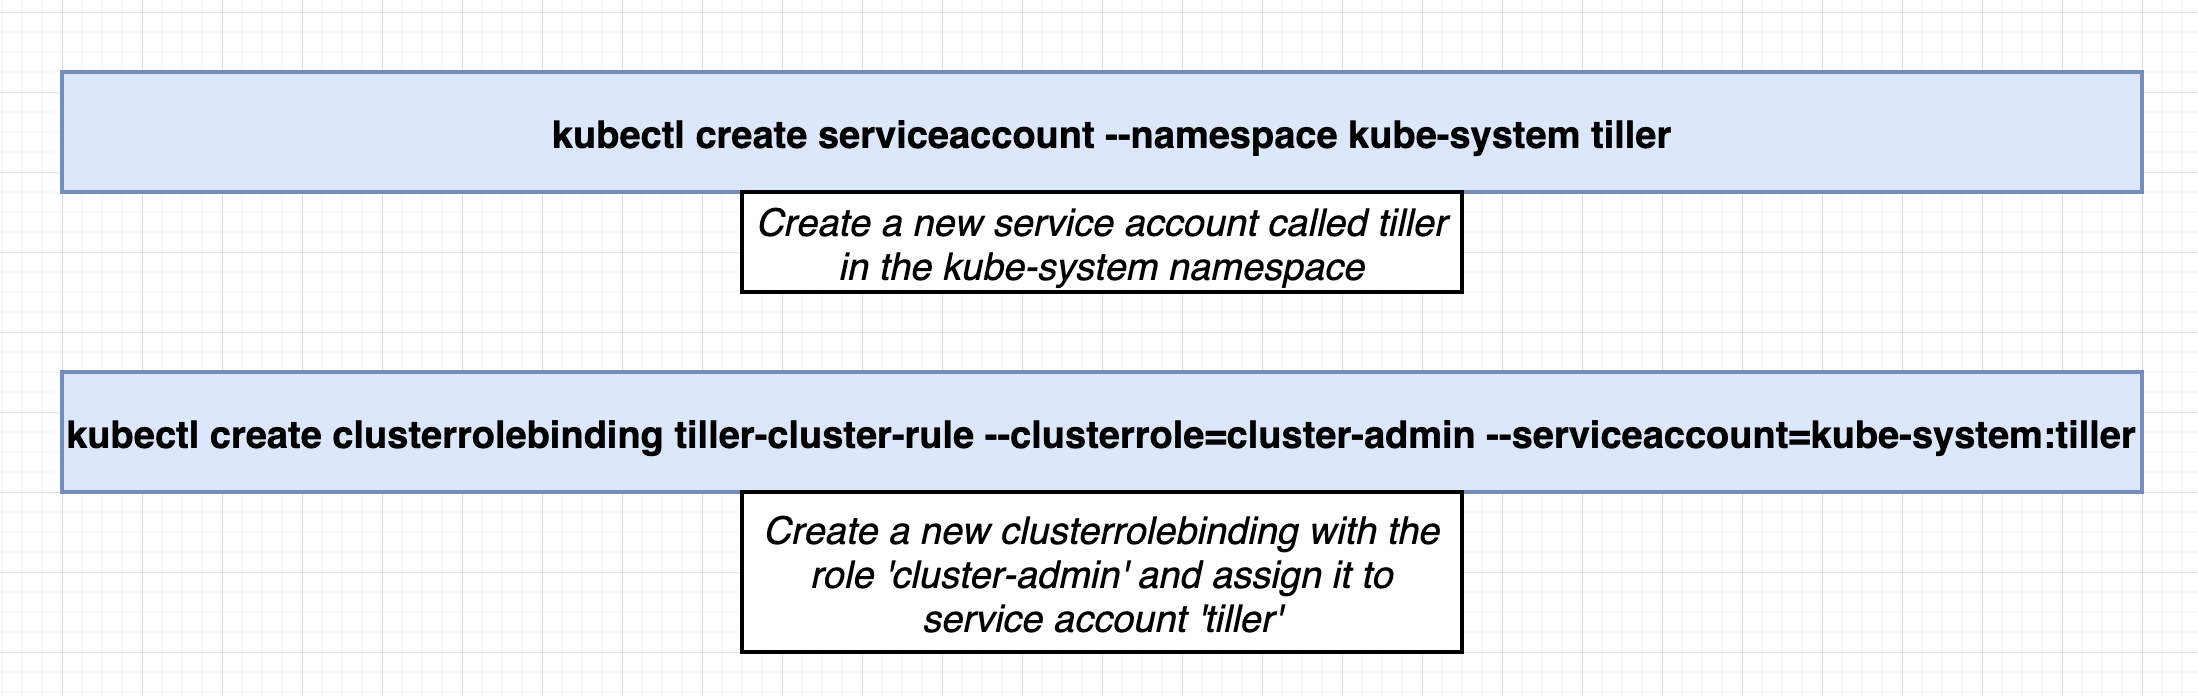 kubectl create serviceaccount --namespace kube-system tiller
Create a new service account called tiller
in the kube-system namespace
kubectl create clusterrolebinding tiller-cluster-rule --clusterrole=cluster-admin --serviceaccount=kube-system:tiller
Create a new clusterrolebinding with the
role 'cluster-admin' and assign it to
service account 'tiller'